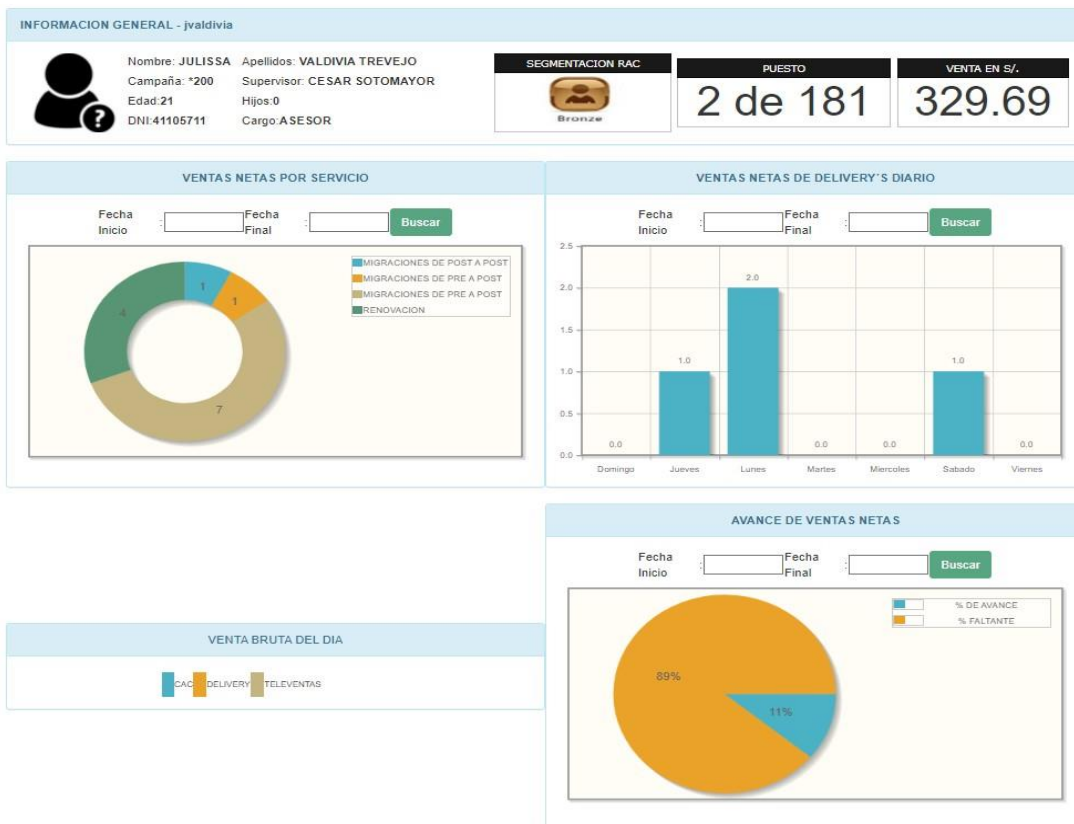 INFORMACION GENERAL - jvaldivia
Nombre: JULISSA Apellidos: VALDIVIA TREVEJO
Campaña: *200 Supervisor: CESAR SOTOMAYOR
Edad:21 Hijos:0
DNI:41105711 Cargo:ASESOR
SEGMENTACION RAC
Bronze
PUESTO
2 de 181
VENTA EN S/.
329.69
VENTAS NETAS POR SERVICIO
Fecha Inicio : Fecha Final : Buscar
MIGRACIONES DE POST A POST
MIGRACIONES DE PRE A POST
MIGRACIONES DE PRE A POST
RENOVACION
1
1
4
7
VENTAS NETAS DE DELIVERY'S DIARIO
Fecha Inicio : Fecha Final : Buscar
2.5
2.0
1.5
1.0
0.5
0.0
0.0 1.0 2.0 0.0 0.0 1.0 0.0
Domingo Jueves Lunes Martes Miercoles Sabado Viernes
VENTA BRUTA DEL DIA
CAC DELIVERY TELEVENTAS
AVANCE DE VENTAS NETAS
Fecha Inicio : Fecha Final : Buscar
% DE AVANCE
% FALTANTE
89%
11%